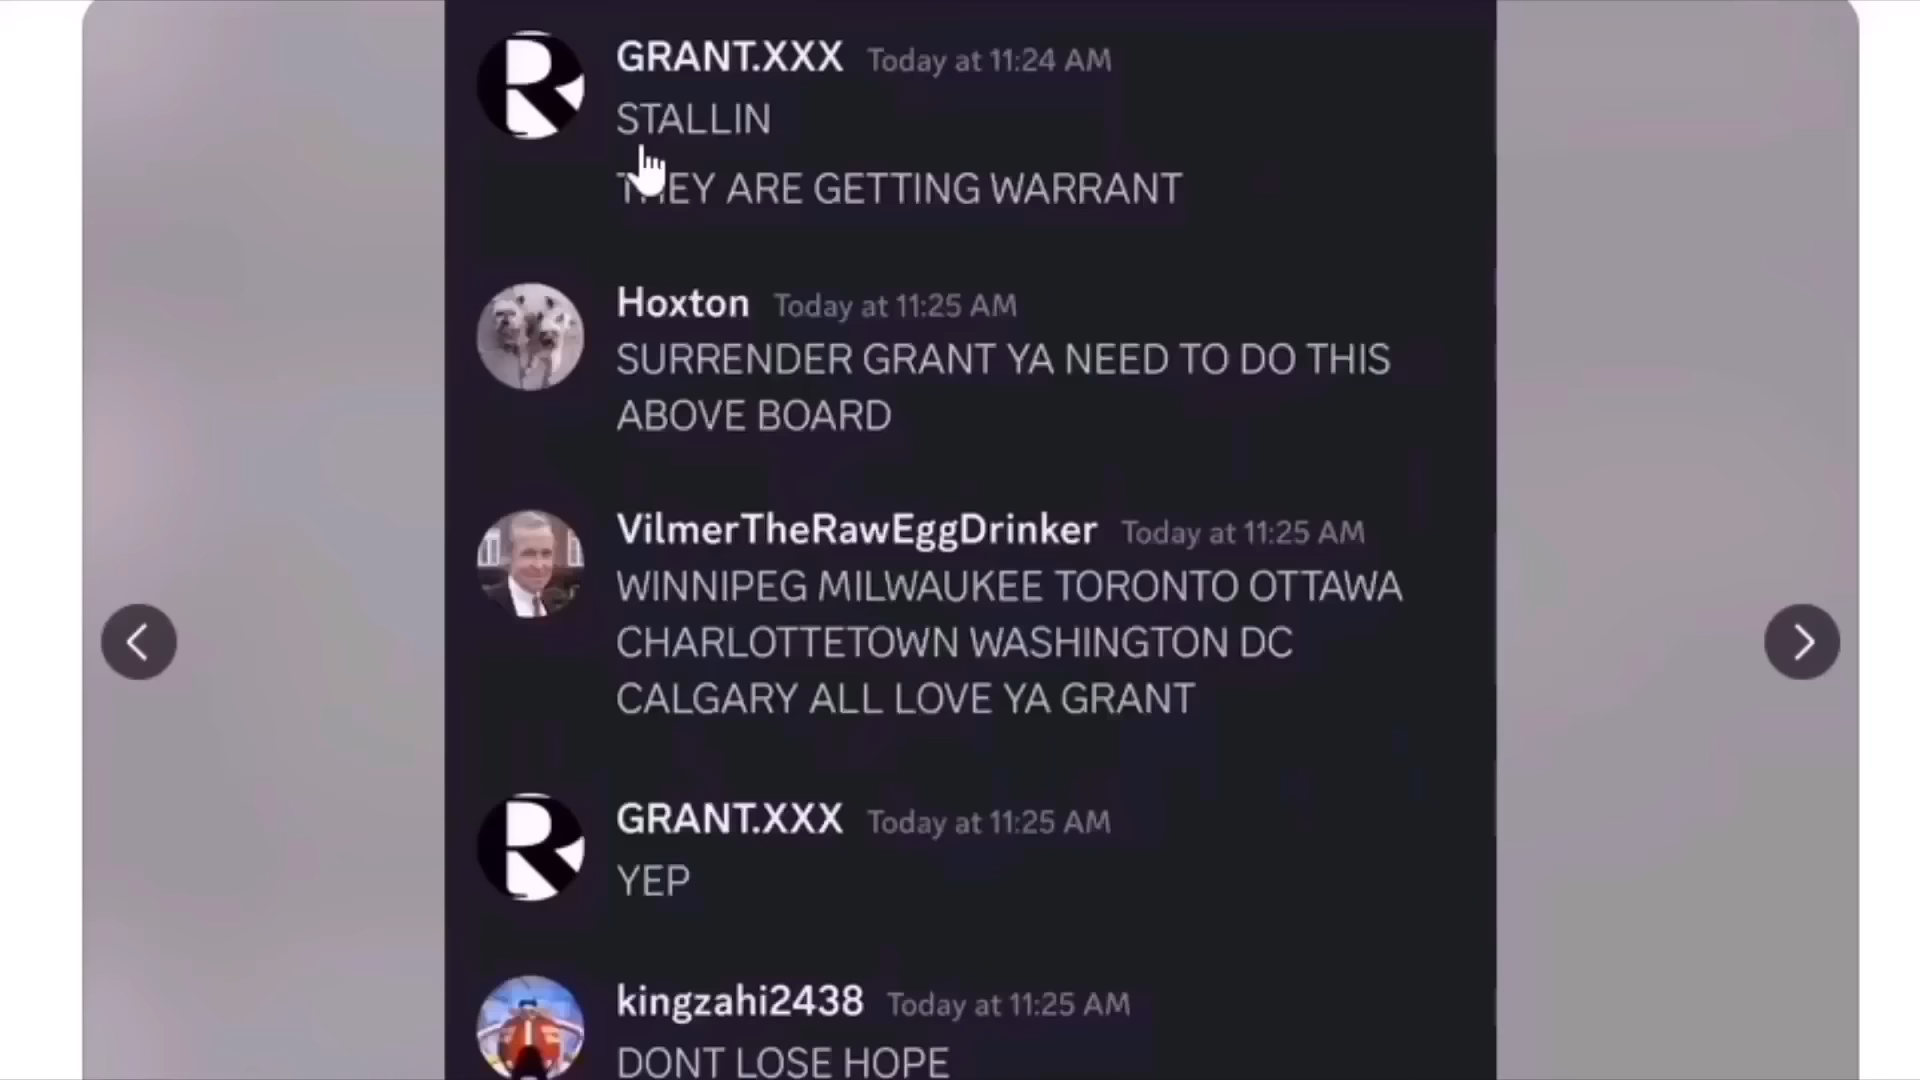 GRANT.XXX Today at 11:24 AM
STALLIN
THEY ARE GETTING WARRANT
Hoxton Today at 11:25 AM
SURRENDER GRANT YA NEED TO DO THIS
ABOVE BOARD
VilmerTheRawEggDrinker Today at 11:25 AM
WINNIPEG MILWAUKEE TORONTO OTTAWA
CHARLOTTETOWN WASHINGTON DC
CALGARY ALL LOVE YA GRANT
GRANT.XXX Today at 11:25 AM
YEP
kingzahi2438 Today at 11:25 AM
DONT LOSE HOPE